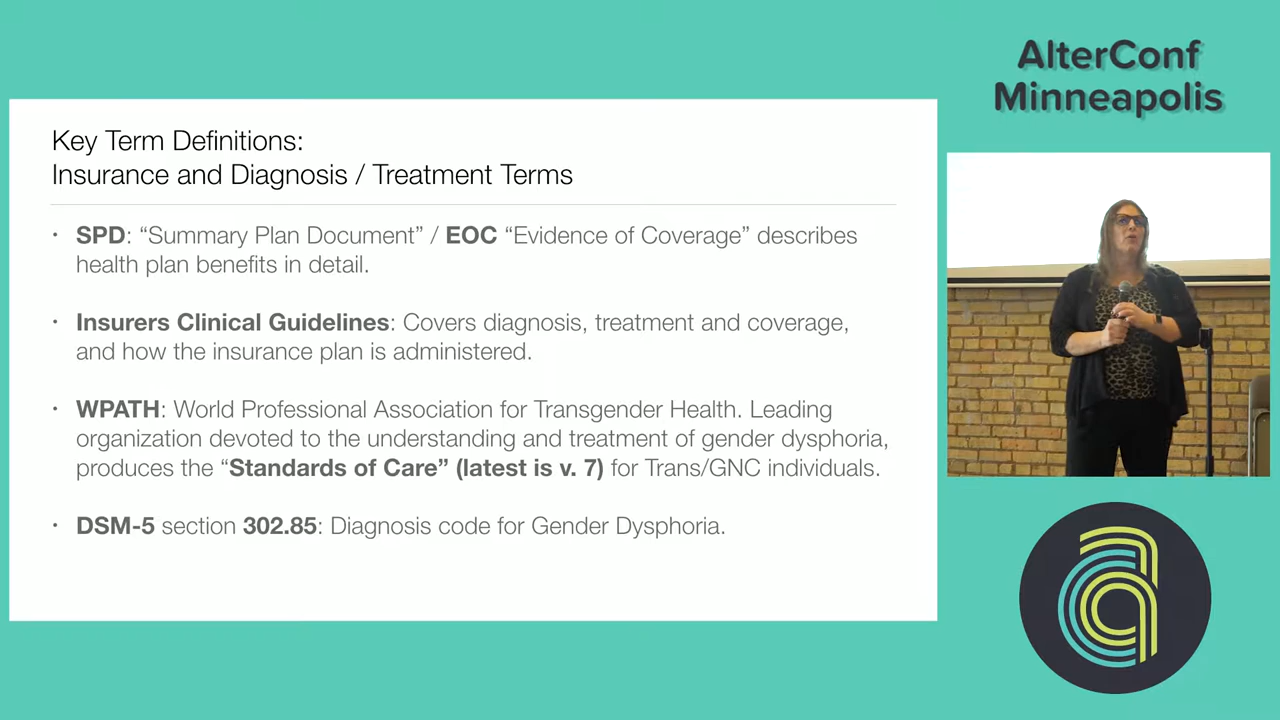 AlterConf
Minneapolis
Key Term Definitions:
Insurance and Diagnosis / Treatment Terms
• SPD: “Summary Plan Document” / EOC “Evidence of Coverage” describes
health plan benefits in detail.
• Insurers Clinical Guidelines: Covers diagnosis, treatment and coverage,
and how the insurance plan is administered.
• WPATH: World Professional Association for Transgender Health. Leading
organization devoted to the understanding and treatment of gender dysphoria,
produces the “Standards of Care” (latest is v. 7) for Trans/GNC individuals.
• DSM-5 section 302.85: Diagnosis code for Gender Dysphoria.